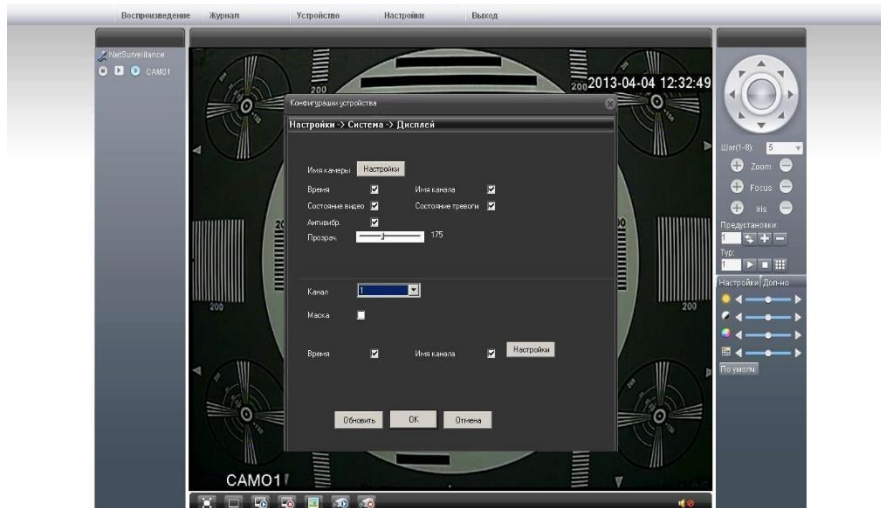 Воспроизведение Журнал Устройство Настройки Выход
NetSurveillance
CAM01
2013-04-04 12:32:49
200
200
Конфигурации устройства
Настройки -> Система -> Дисплей
Имя камеры Настройки
Время Имя канала
Состояние видео Состояние тревоги
Антивибр.
Прозрач. 175
Канал 1
Маска
Время Имя канала Настройки
Обновить OK Отмена
200
200
CAM01
Шаг(1-8): 5
Zoom
Focus
Iris
Предустановки:
1
Тур:
1
Настройки Доп-но
По умолч.